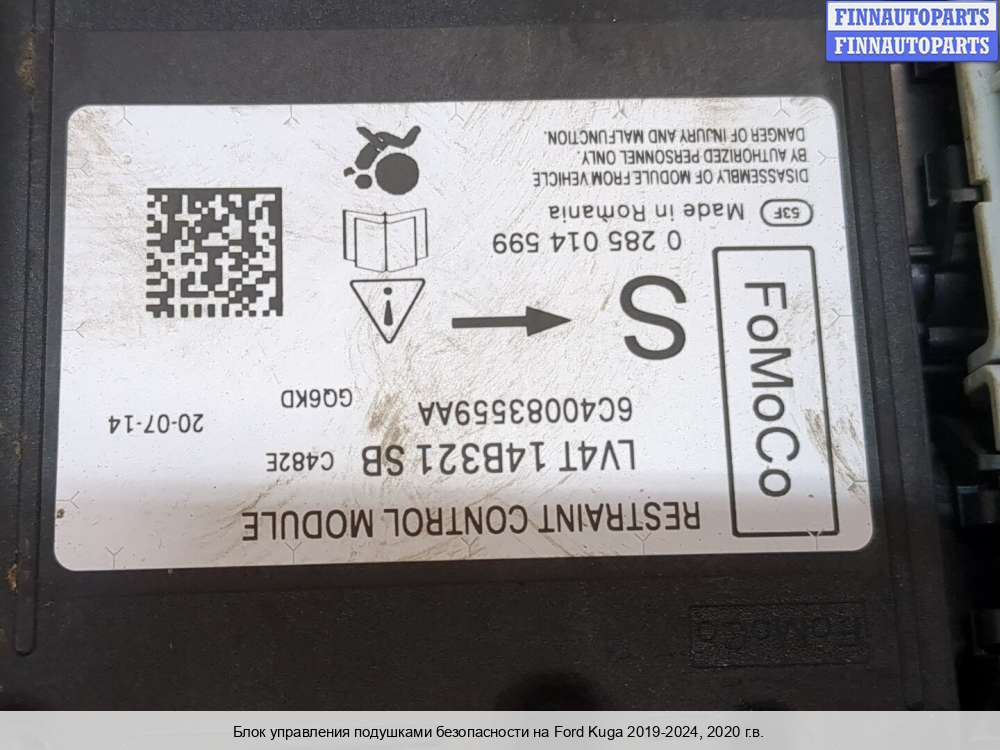 FINNAUTOPARTS
FINNAUTOPARTS
RESTRAINT CONTROL MODULE
LV4T 14B321 SB C482E
6C40083559AA GQ6KD
20-07-14
FoMoCo
S
0 285 014 599
53F Made in Romania
DISASSEMBLY OF MODULE FROM VEHICLE
BY AUTHORIZED PERSONNEL ONLY.
DANGER OF INJURY AND MALFUNCTION.
FoMoCo
Блок управления подушками безопасности на Ford Kuga 2019-2024, 2020 г.в.